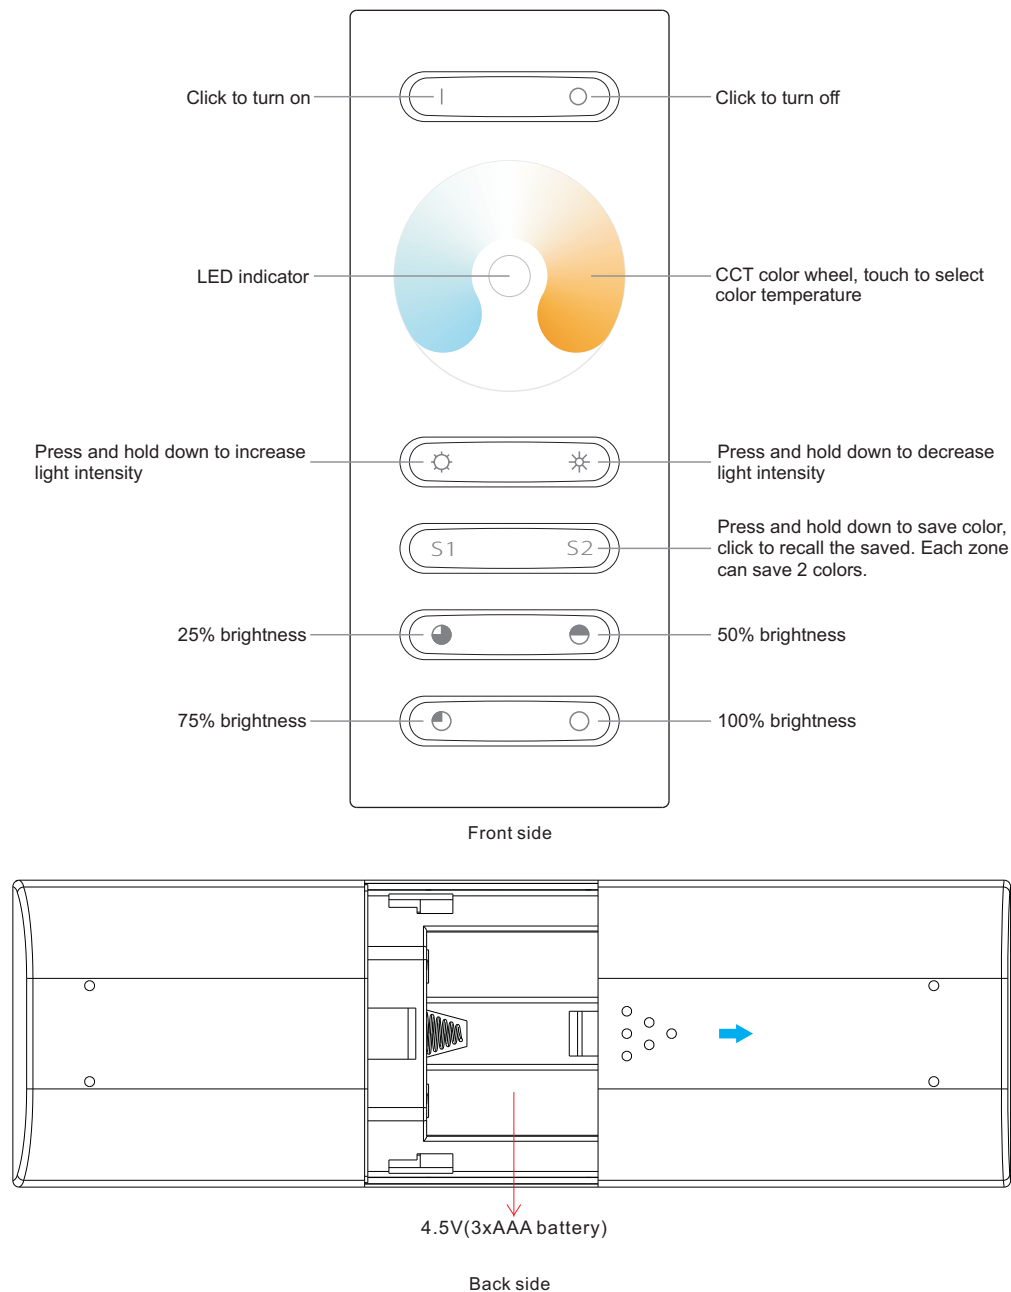 Click to turn on
Click to turn off
LED indicator
CCT color wheel, touch to select
color temperature
Press and hold down to increase
light intensity
Press and hold down to decrease
light intensity
S1
S2
Press and hold down to save color,
click to recall the saved. Each zone
can save 2 colors.
25% brightness
50% brightness
75% brightness
100% brightness
Front side
4.5V(3xAAA battery)
Back side